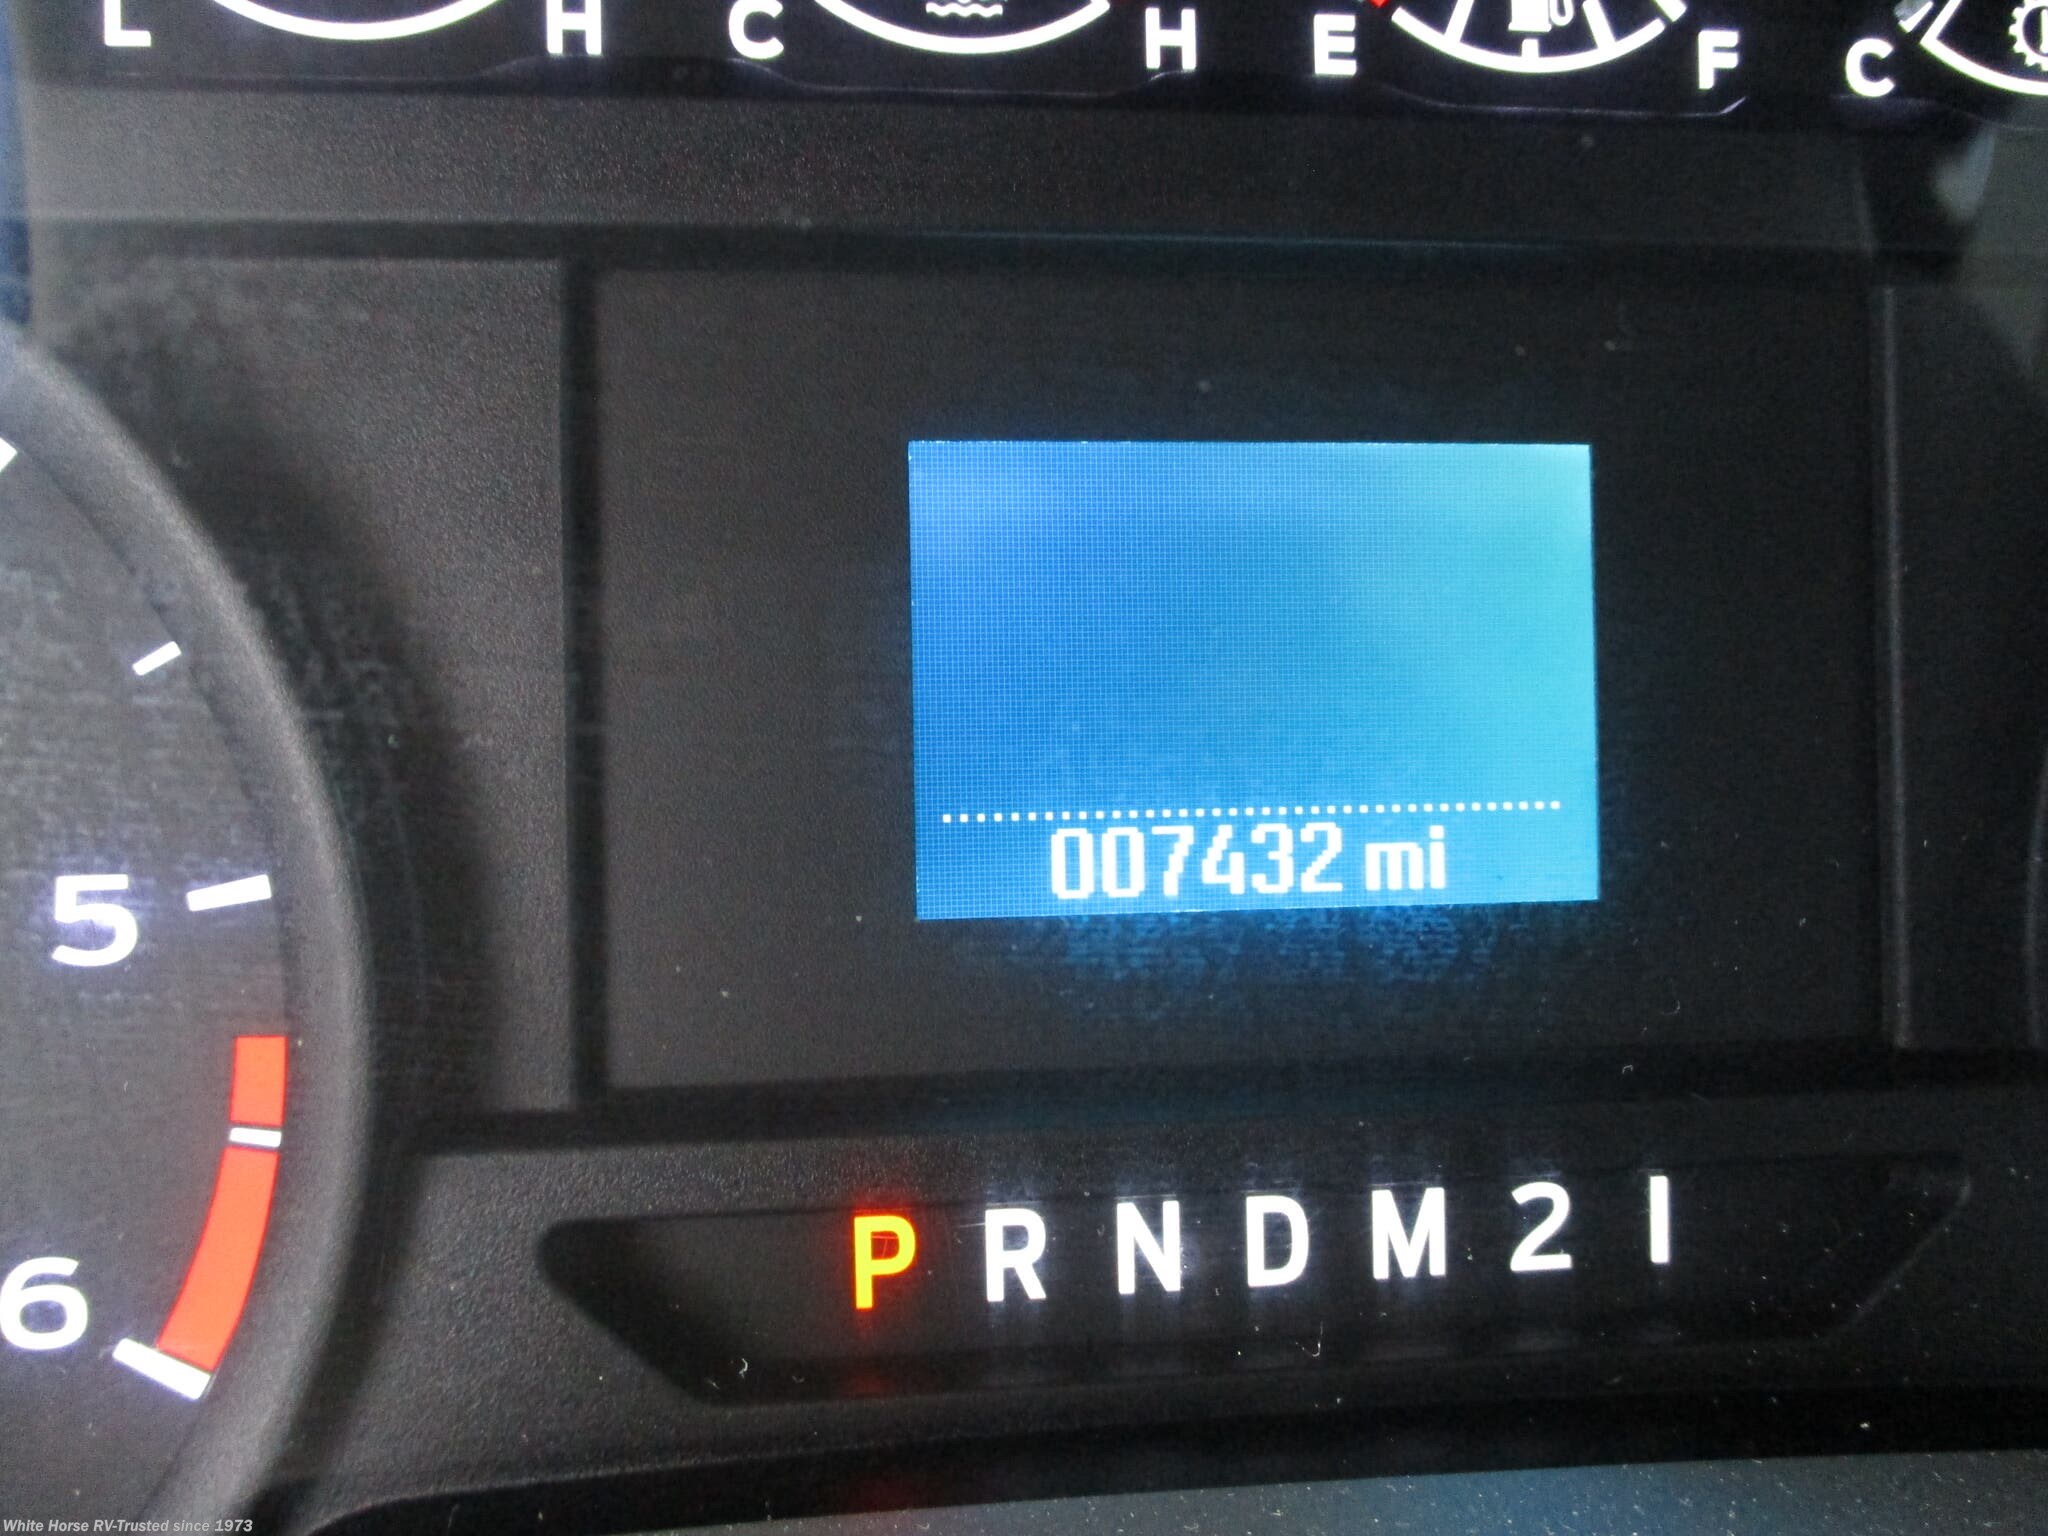 L H C H E F C
007432 mi
5
P R N D M 2 1
6
White Horse RV-Trusted since 1973